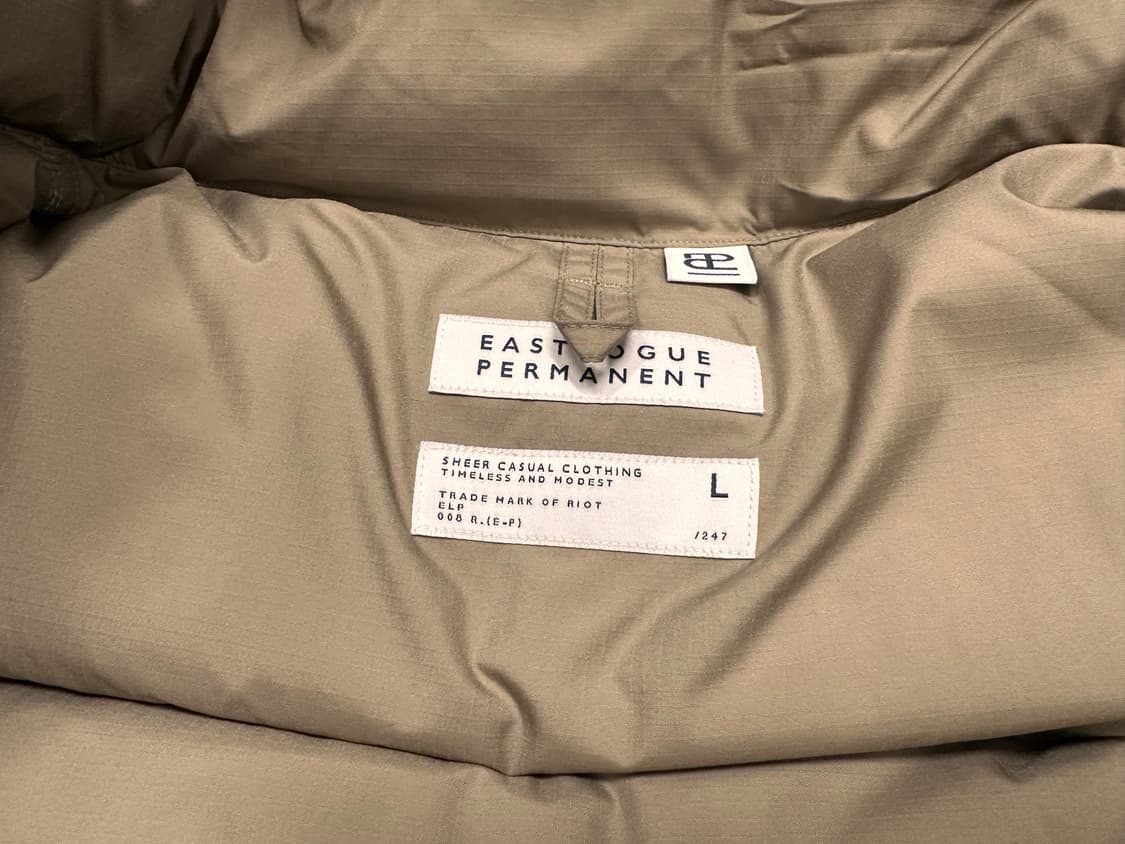 EAST OGUE
PERMANENT
SHEER CASUAL CLOTHING
TIMELESS AND MODEST
L
TRADE MARK OF RIOT
ELP
008 R.(E-P)
/247